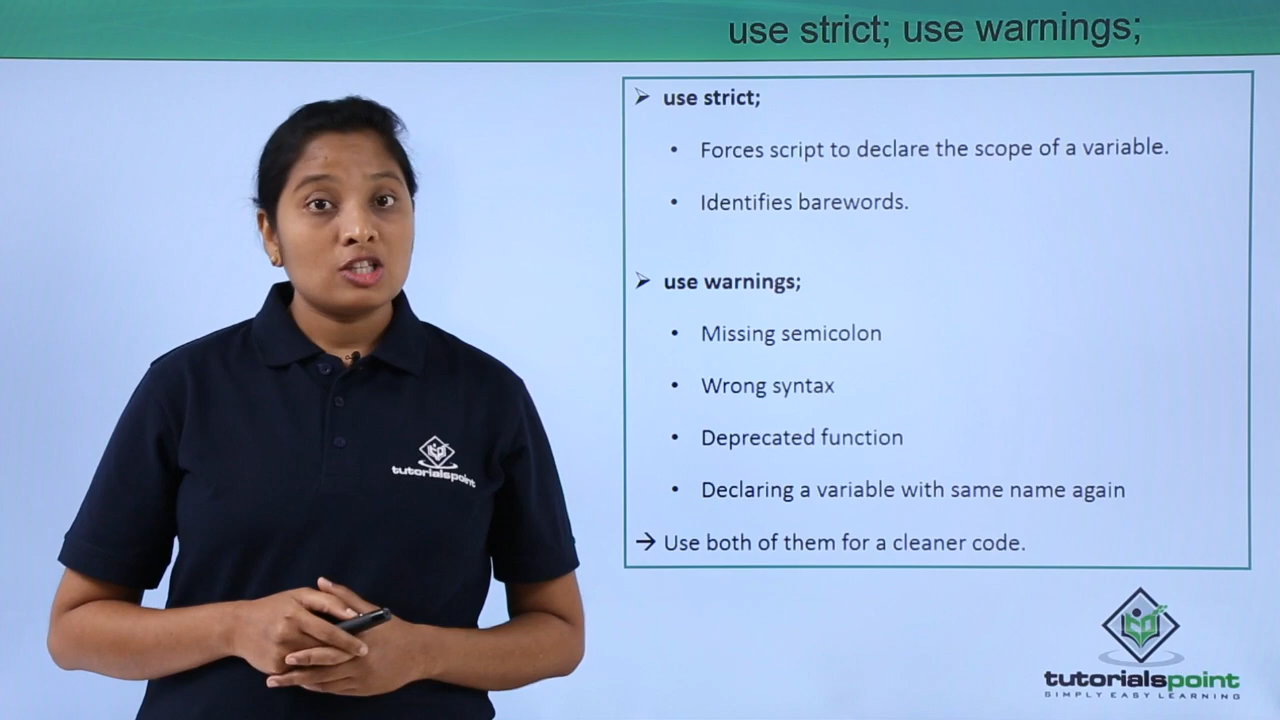 use strict; use warnings;
➢ use strict;
• Forces script to declare the scope of a variable.
• Identifies barewords.
➢ use warnings;
• Missing semicolon
• Wrong syntax
• Deprecated function
• Declaring a variable with same name again
→ Use both of them for a cleaner code.
tutorialspoint
tutorialspoint
SIMPLY EASY LEARNING